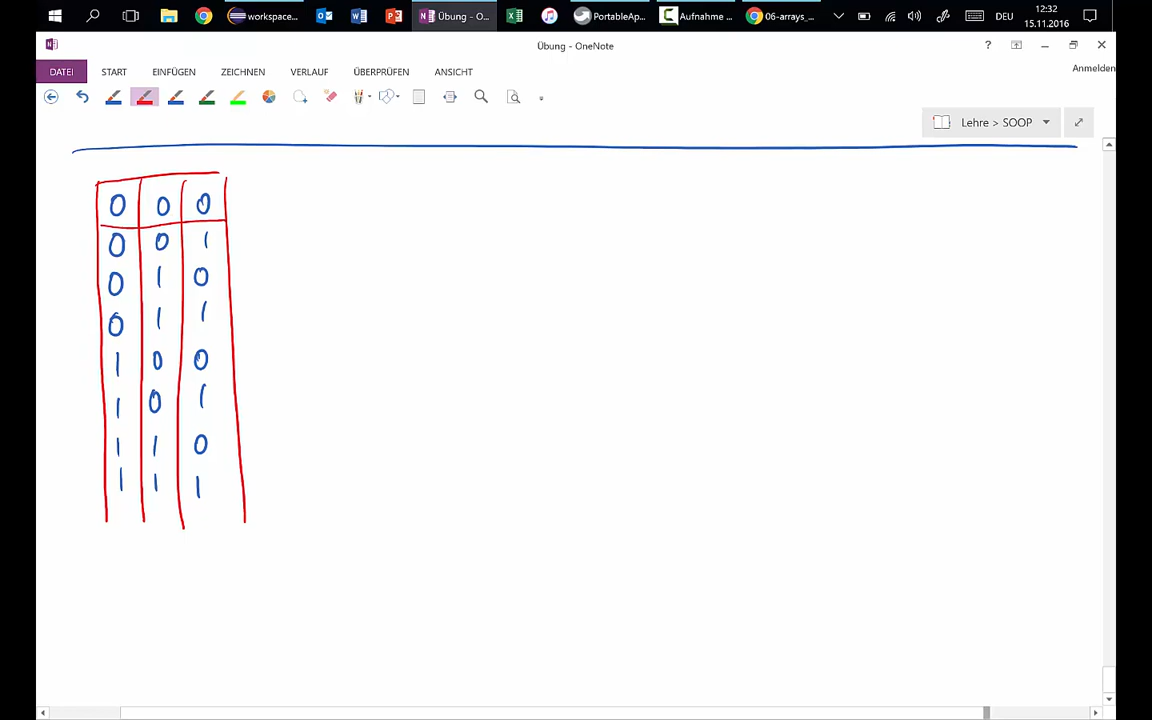 workspace...
Übung - O...
PortableAp...
Aufnahme ...
06-arrays_...
DEU
12:32
15.11.2016
Übung - OneNote
?
DATEI START EINFÜGEN ZEICHNEN VERLAUF ÜBERPRÜFEN ANSICHT
Anmelden
Lehre > SOOP
0 0 0
0 0 1
0 1 0
0 1 1
1 0 0
1 0 1
1 1 0
1 1 1